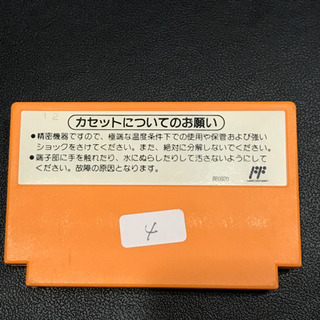 12
カセットについてのお願い
●精密機器ですので、極端な温度条件下での使用や保管および強い
ショックをさけてください。また、絶対に分解しないでください。
●端子部に手を触れたり、水にぬらしたりして汚さないようにして
ください。故障の原因となります。
FF
4